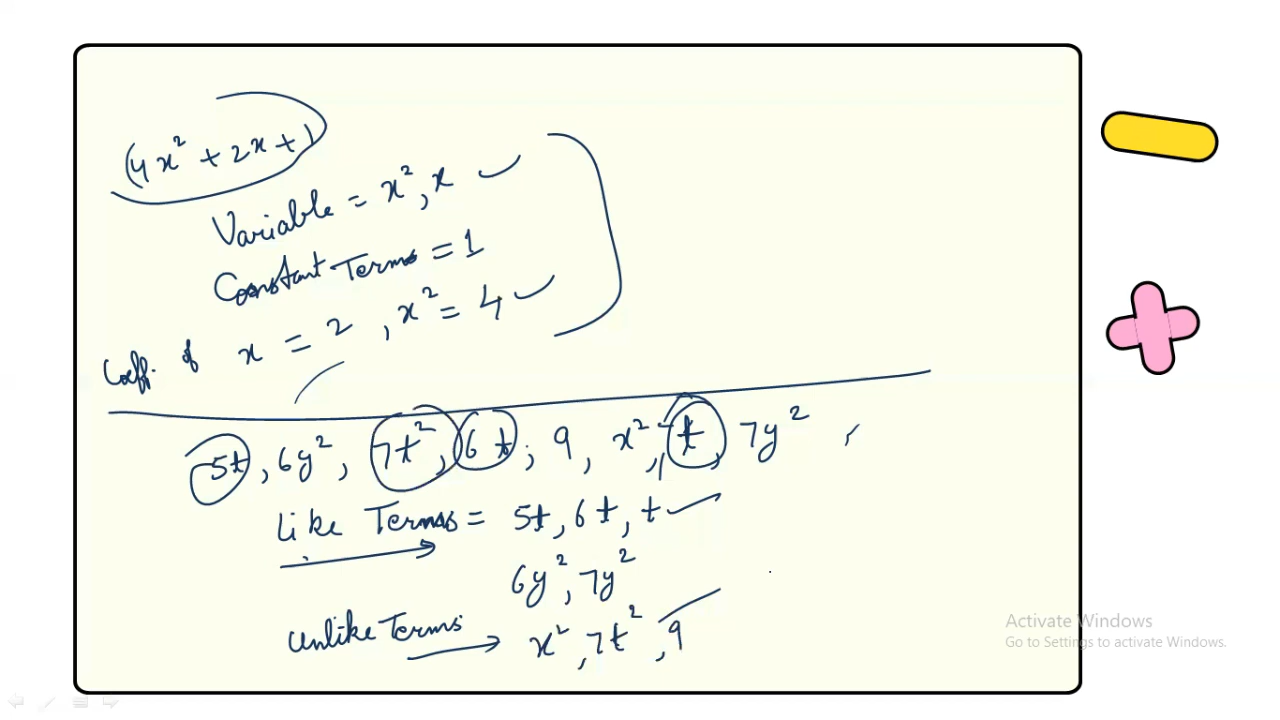 (4x² + 2x + 1)
Variable = x², x
Constant Terms = 1
Coeff. of x = 2, x² = 4
5t, 6y², 7t², 6t, 9, x², t, 7y²,
Like Terms = 5t, 6t, t
6y², 7y²
Unlike Terms → x², 7t², 9
Activate Windows
Go to Settings to activate Windows.